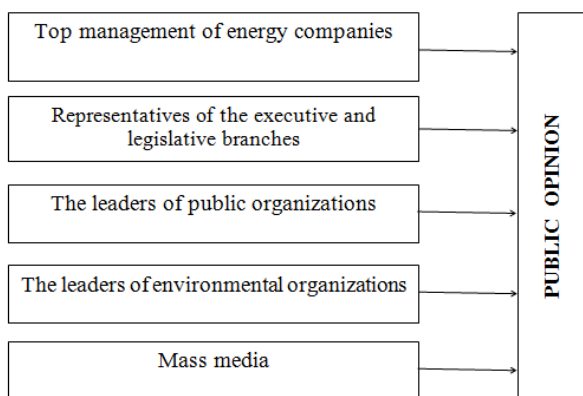 Top management of energy companies
Representatives of the executive and
legislative branches
The leaders of public organizations
The leaders of environmental organizations
Mass media
PUBLIC OPINION